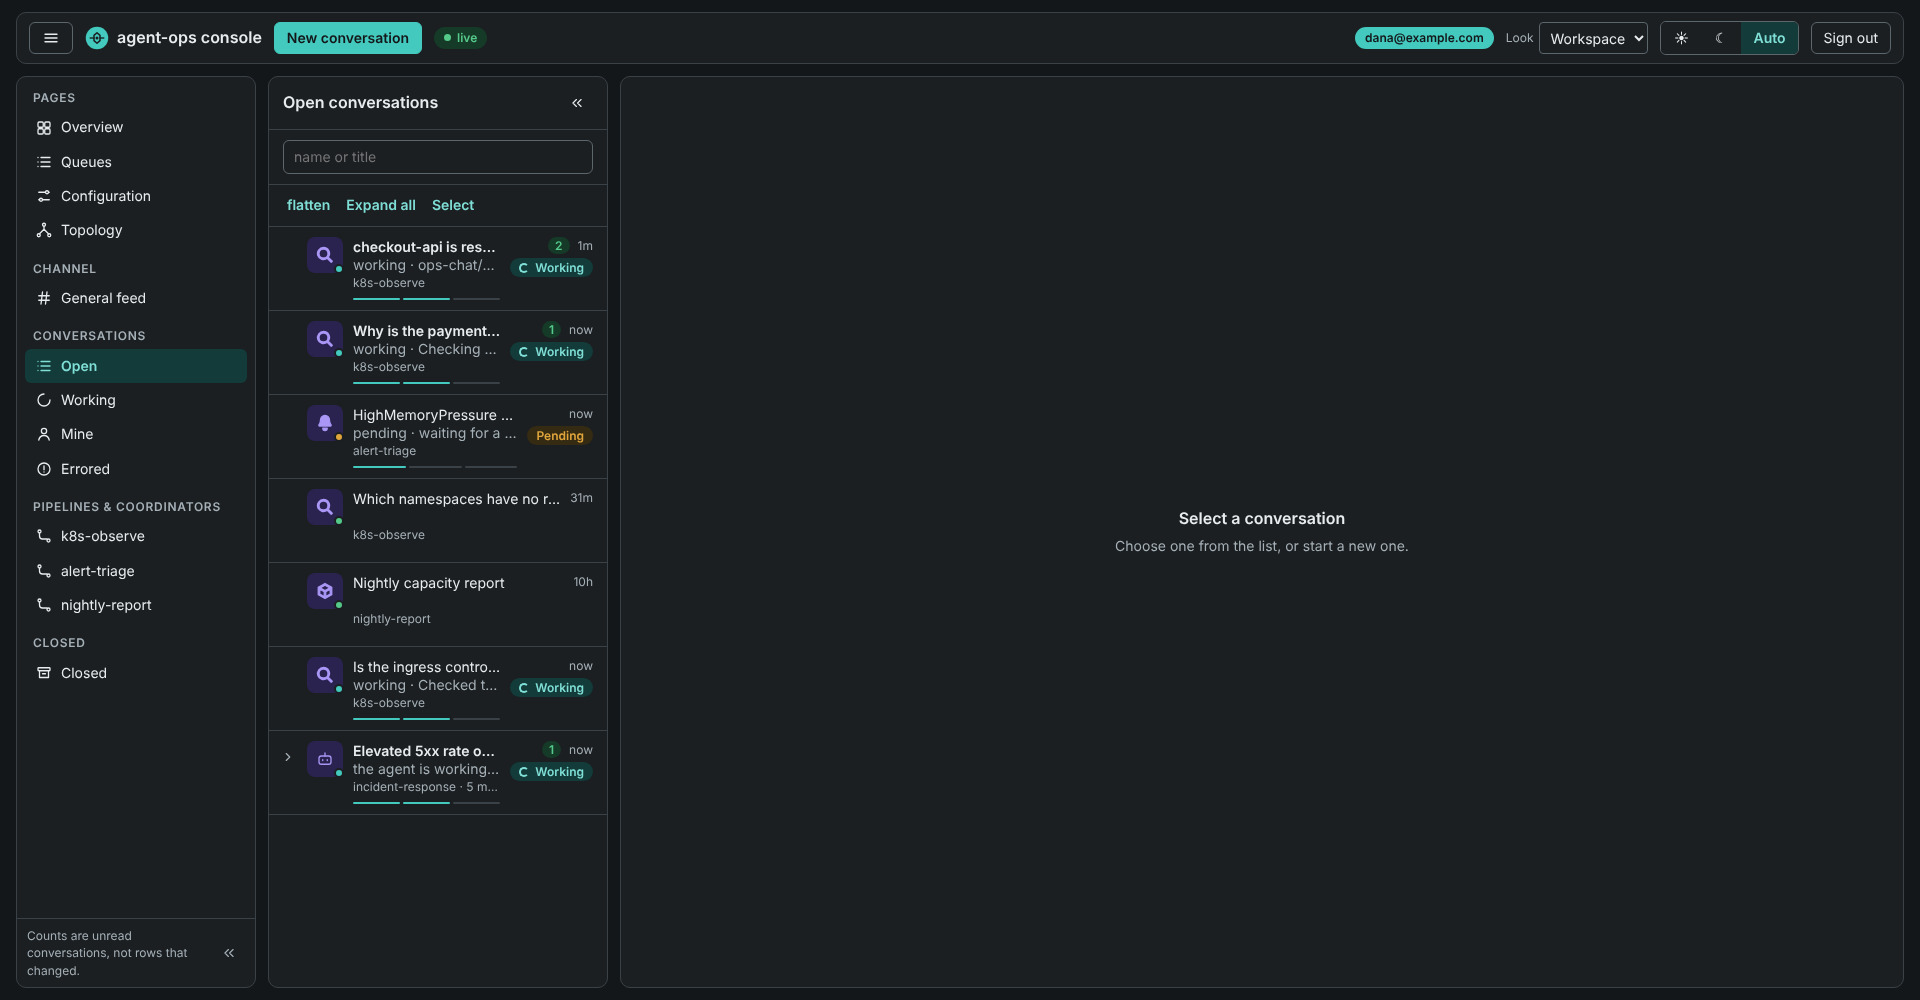 agent-ops console
New conversation
live
dana@example.com
Look
Workspace
Auto
Sign out
PAGES
Overview
Queues
Configuration
Topology
CHANNEL
General feed
CONVERSATIONS
Open
Working
Mine
Errored
PIPELINES & COORDINATORS
k8s-observe
alert-triage
nightly-report
CLOSED
Closed
Counts are unread
conversations, not rows that
changed.
Open conversations
name or title
flatten Expand all Select
checkout-api is res... 2 1m
working · ops-chat/... Working
k8s-observe
Why is the payment... 1 now
working · Checking ... Working
k8s-observe
HighMemoryPressure ... now
pending · waiting for a ... Pending
alert-triage
Which namespaces have no r... 31m
k8s-observe
Nightly capacity report 10h
nightly-report
Is the ingress contro... now
working · Checked t... Working
k8s-observe
Elevated 5xx rate o... 1 now
the agent is working... Working
incident-response · 5 m...
Select a conversation
Choose one from the list, or start a new one.